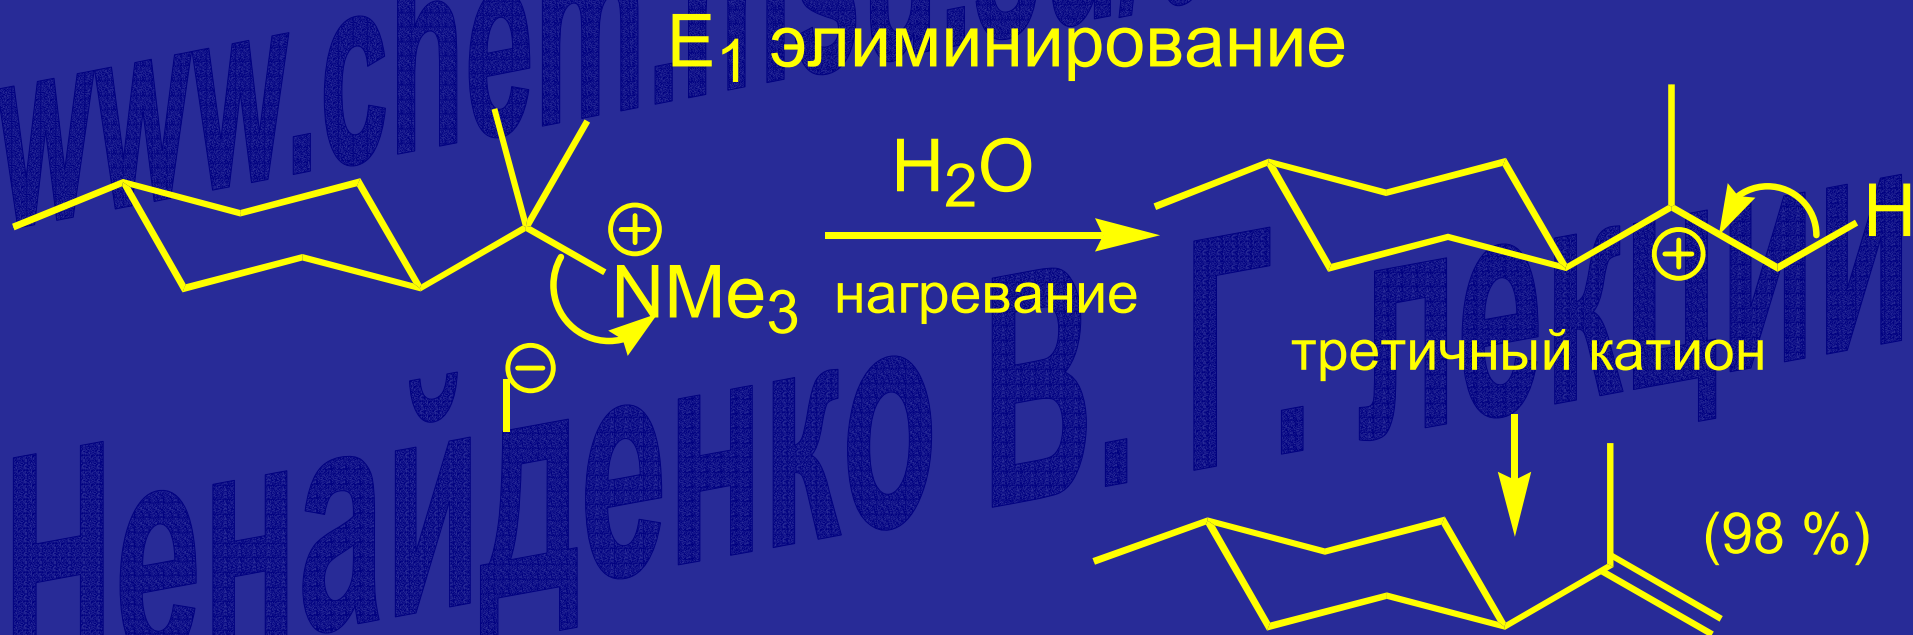 www.chem.msu.su/
E1 элиминирование
H2O
нагревание
⊕
NMe3
⊖
I
⊕
H
третичный катион
(98 %)
Ненайденко В. Г. лекции